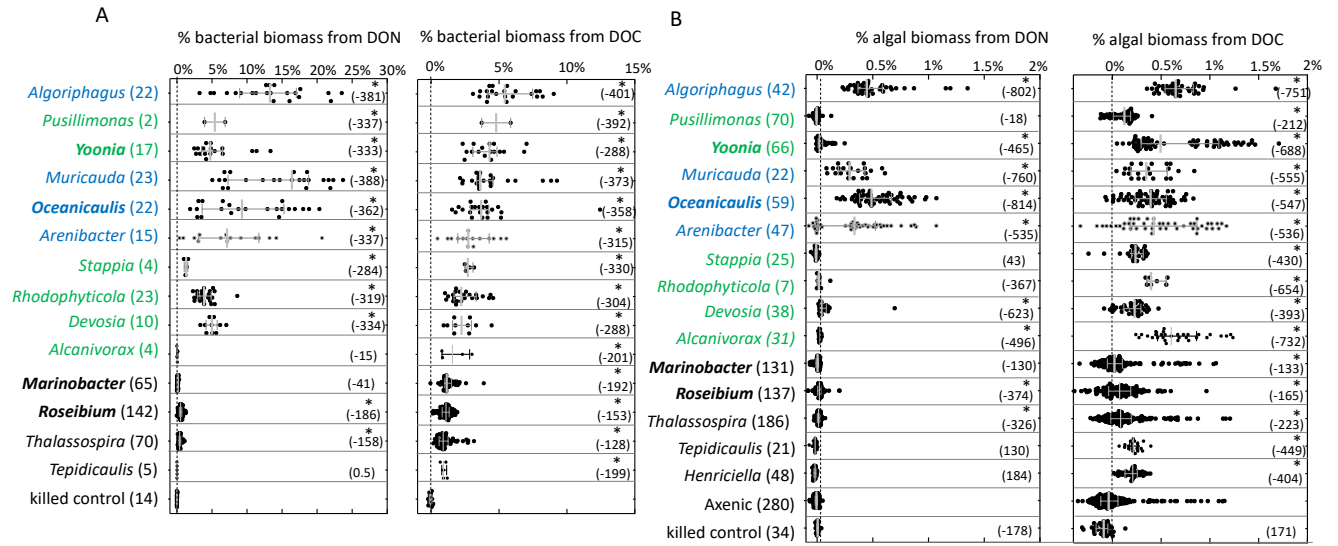 A
B
% bacterial biomass from DON
% bacterial biomass from DOC
% algal biomass from DON
% algal biomass from DOC
0% 5% 10% 15% 20% 25% 30%
0% 5% 10% 15%
0% 0.5% 1% 1.5% 2%
0% 0.5% 1% 1.5% 2%
Algoriphagus (22) * (-381) * (-401)
Pusillimonas (2) * (-337) * (-392)
Yoonia (17) * (-333) * (-288)
Muricauda (23) * (-388) * (-373)
Oceanicaulis (22) * (-362) * (-358)
Arenibacter (15) * (-337) * (-315)
Stappia (4) * (-284) * (-330)
Rhodophyticola (23) * (-319) * (-304)
Devosia (10) * (-334) * (-288)
Alcanivorax (4) (-15) * (-201)
Marinobacter (65) (-41) * (-192)
Roseibium (142) * (-186) * (-153)
Thalassospira (70) * (-158) * (-128)
Tepidicaulis (5) (0.5) * (-199)
killed control (14)
Algoriphagus (42) * (-802) * (-751)
Pusillimonas (70) (-18) * (-212)
Yoonia (66) * (-465) * (-688)
Muricauda (22) * (-760) * (-555)
Oceanicaulis (59) * (-814) * (-547)
Arenibacter (47) * (-535) * (-536)
Stappia (25) (43) * (-430)
Rhodophyticola (7) (-367) * (-654)
Devosia (38) * (-623) * (-393)
Alcanivorax (31) * (-496) * (-732)
Marinobacter (131) (-130) * (-133)
Roseibium (137) * (-374) * (-165)
Thalassospira (186) * (-326) * (-223)
Tepidicaulis (21) (130) * (-449)
Henriciella (48) (184) * (-404)
Axenic (280)
killed control (34) (-178) (171)